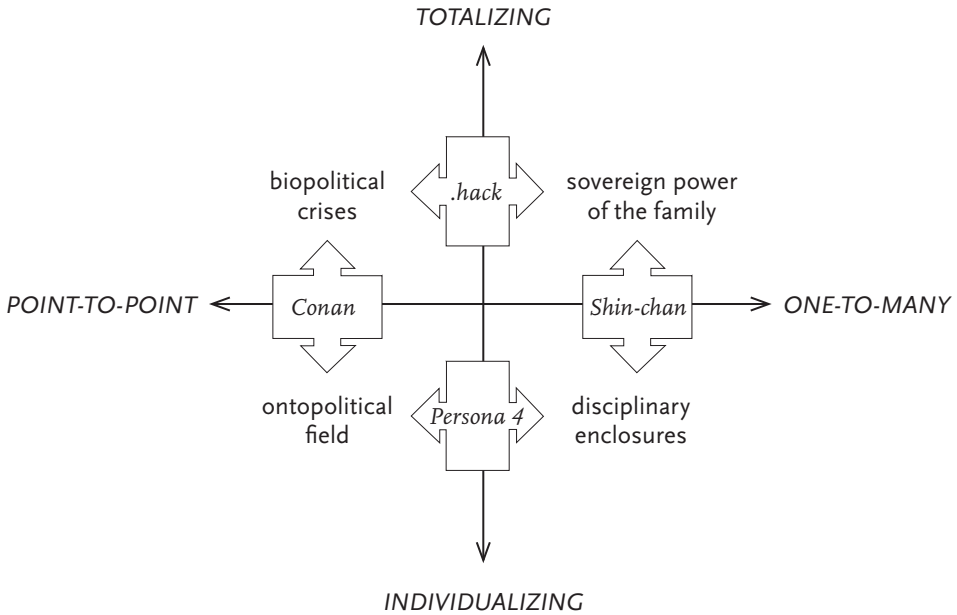 TOTALIZING
biopolitical
crises
.hack
sovereign power
of the family
POINT-TO-POINT
Conan
Shin-chan
ONE-TO-MANY
ontopolitical
field
Persona 4
disciplinary
enclosures
INDIVIDUALIZING